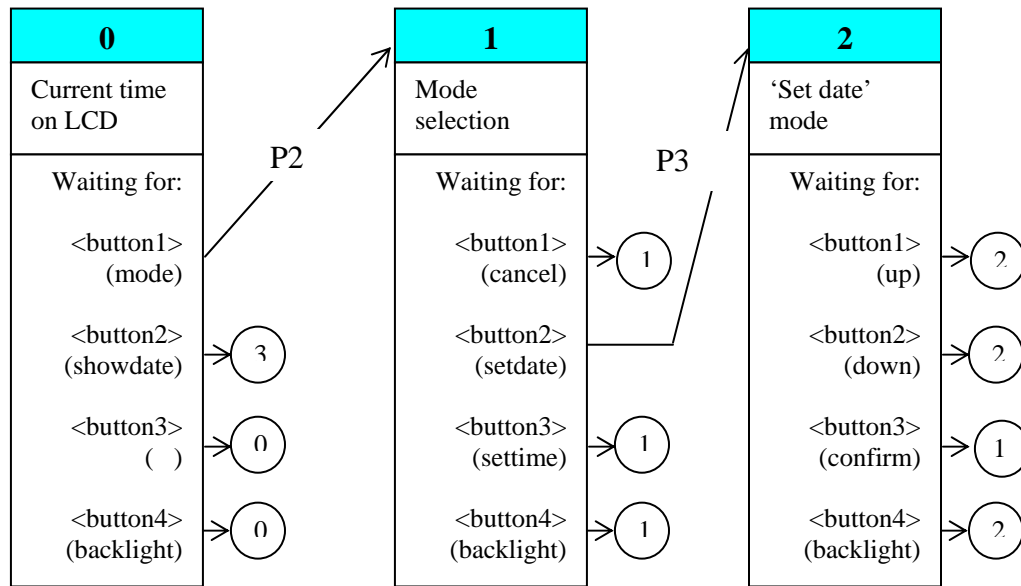 0
Current time
on LCD
Waiting for:
<button1>
(mode)
<button2>
(showdate)
3
<button3>
( )
0
<button4>
(backlight)
0
P2
1
Mode
selection
Waiting for:
<button1>
(cancel)
1
<button2>
(setdate)
<button3>
(settime)
1
<button4>
(backlight)
1
P3
2
‘Set date’
mode
Waiting for:
<button1>
(up)
2
<button2>
(down)
2
<button3>
(confirm)
1
<button4>
(backlight)
2